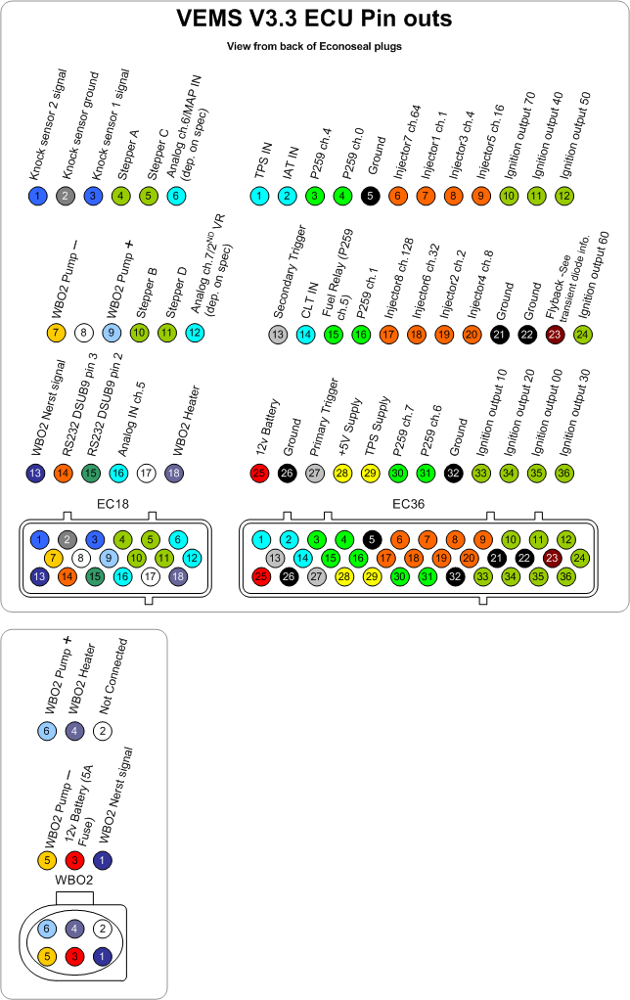 VEMS V3.3 ECU Pin outs
View from back of Econoseal plugs
Knock sensor 2 signal
Knock sensor ground
Knock sensor 1 signal
Stepper A
Stepper C
Analog ch.6/MAP IN
(dep. on spec)
1 2 3 4 5 6
TPS IN
IAT IN
P259 ch.4
P259 ch.0
Ground
Injector7 ch.64
Injector1 ch.1
Injector3 ch.4
Injector5 ch.16
Ignition output 70
Ignition output 40
Ignition output 50
1 2 3 4 5 6 7 8 9 10 11 12
WBO2 Pump −
WBO2 Pump +
Stepper B
Stepper D
Analog ch.7/2ND VR
(dep. on spec)
7 8 9 10 11 12
Secondary Trigger
CLT IN
Fuel Relay (P259
ch.5)
P259 ch.1
Injector8 ch.128
Injector6 ch.32
Injector2 ch.2
Injector4 ch.8
Ground
Ground
Flyback -See
transient diode info.
Ignition output 60
13 14 15 16 17 18 19 20 21 22 23 24
WBO2 Nerst signal
RS232 DSUB9 pin 3
RS232 DSUB9 pin 2
Analog IN ch.5
WBO2 Heater
13 14 15 16 17 18
12v Battery
Ground
Primary Trigger
+5V Supply
TPS Supply
P259 ch.7
P259 ch.6
Ground
Ignition output 10
Ignition output 20
Ignition output 00
Ignition output 30
25 26 27 28 29 30 31 32 33 34 35 36
EC18
1 2 3 4 5 6
7 8 9 10 11 12
13 14 15 16 17 18
EC36
1 2 3 4 5 6 7 8 9 10 11 12
13 14 15 16 17 18 19 20 21 22 23 24
25 26 27 28 29 30 31 32 33 34 35 36
WBO2 Pump +
WBO2 Heater
Not Connected
6 4 2
WBO2 Pump −
12v Battery (5A
Fuse)
WBO2 Nerst signal
5 3 1
WBO2
6 4 2
5 3 1